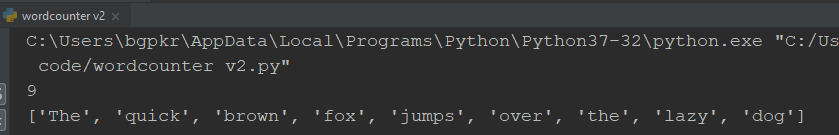 wordcounter v2
C:\Users\bgpkr\AppData\Local\Programs\Python\Python37-32\python.exe "C:/Us
code/wordcounter v2.py"
9
['The', 'quick', 'brown', 'fox', 'jumps', 'over', 'the', 'lazy', 'dog']